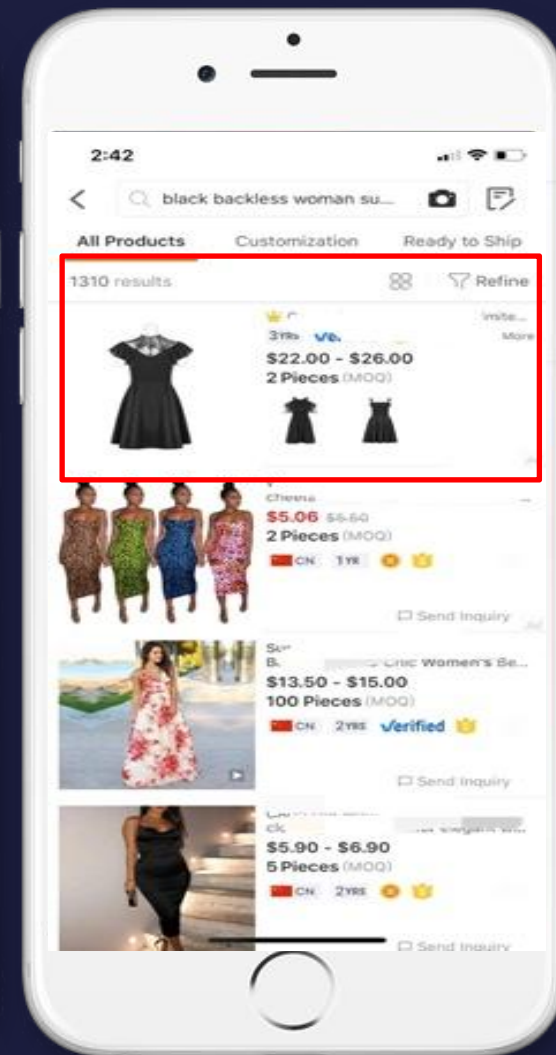 2:42
black backless woman su...
All Products Customization Ready to Ship
1310 results Refine
3YRS Ve.
More
$22.00 - $26.00
2 Pieces (MOQ)
$5.06 $5.50
2 Pieces (MOQ)
CN 1YR
Send Inquiry
Chic Women's Be...
$13.50 - $15.00
100 Pieces (MOQ)
CN 2YRS Verified
Send Inquiry
$5.90 - $6.90
5 Pieces (MOQ)
CN 2YRS
Send Inquiry